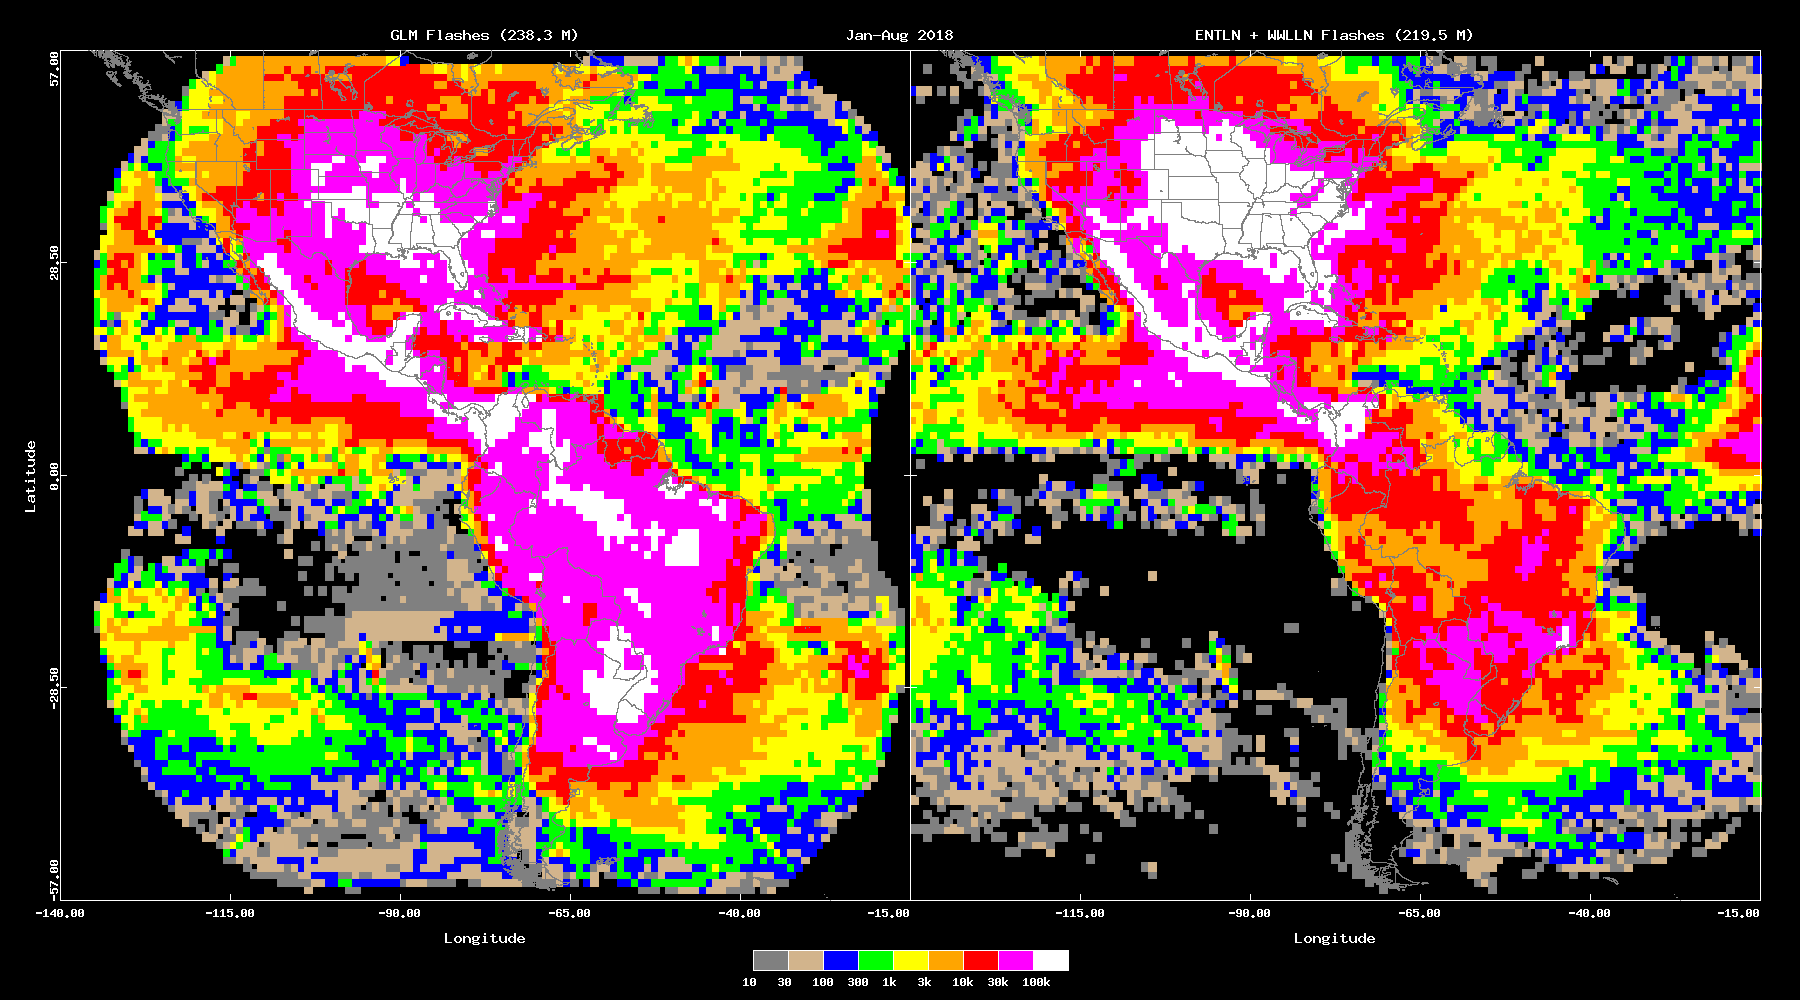 GLM Flashes (238.3 M)
Jan-Aug 2018
ENTLN + WWLLN Flashes (219.5 M)
57.00
28.50
0.00
-28.50
-57.00
Latitude
-140.00 -115.00 -90.00 -65.00 -40.00 -15.00
-115.00 -90.00 -65.00 -40.00 -15.00
Longitude
Longitude
10 30 100 300 1k 3k 10k 30k 100k